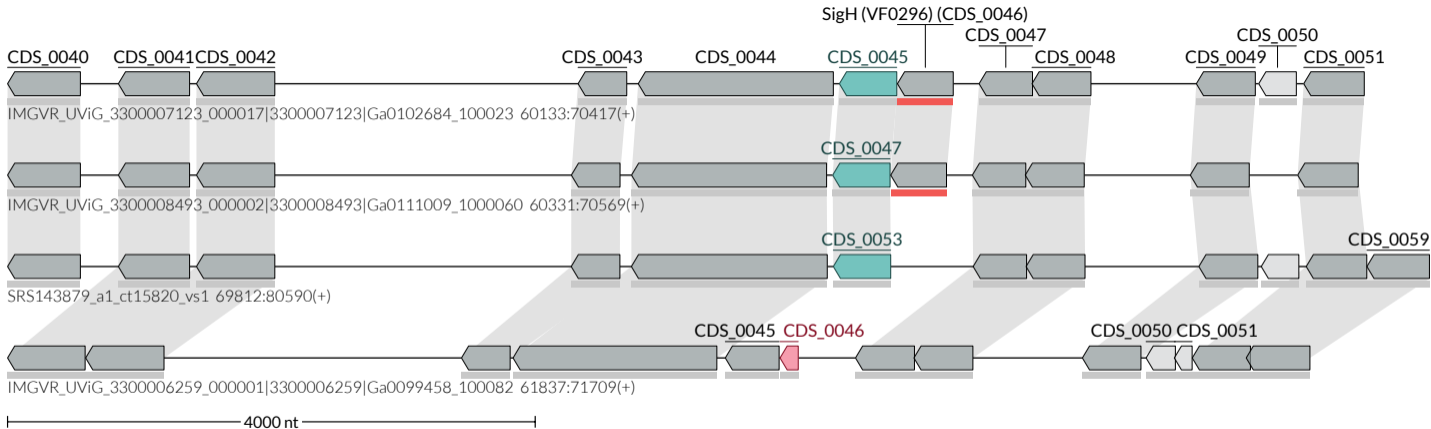 SigH (VF0296) (CDS_0046)
CDS_0047 CDS_0050
CDS_0040 CDS_0041 CDS_0042 CDS_0043 CDS_0044 CDS_0045 CDS_0048 CDS_0049 CDS_0051
IMGVR_UViG_3300007123_000017|3300007123|Ga0102684_100023 60133:70417(+)
CDS_0047
IMGVR_UViG_3300008493_000002|3300008493|Ga0111009_1000060 60331:70569(+)
CDS_0053 CDS_0059
SRS143879_a1_ct15820_vs1 69812:80590(+)
CDS_0045 CDS_0046 CDS_0050 CDS_0051
IMGVR_UViG_3300006259_000001|3300006259|Ga0099458_100082 61837:71709(+)
4000 nt